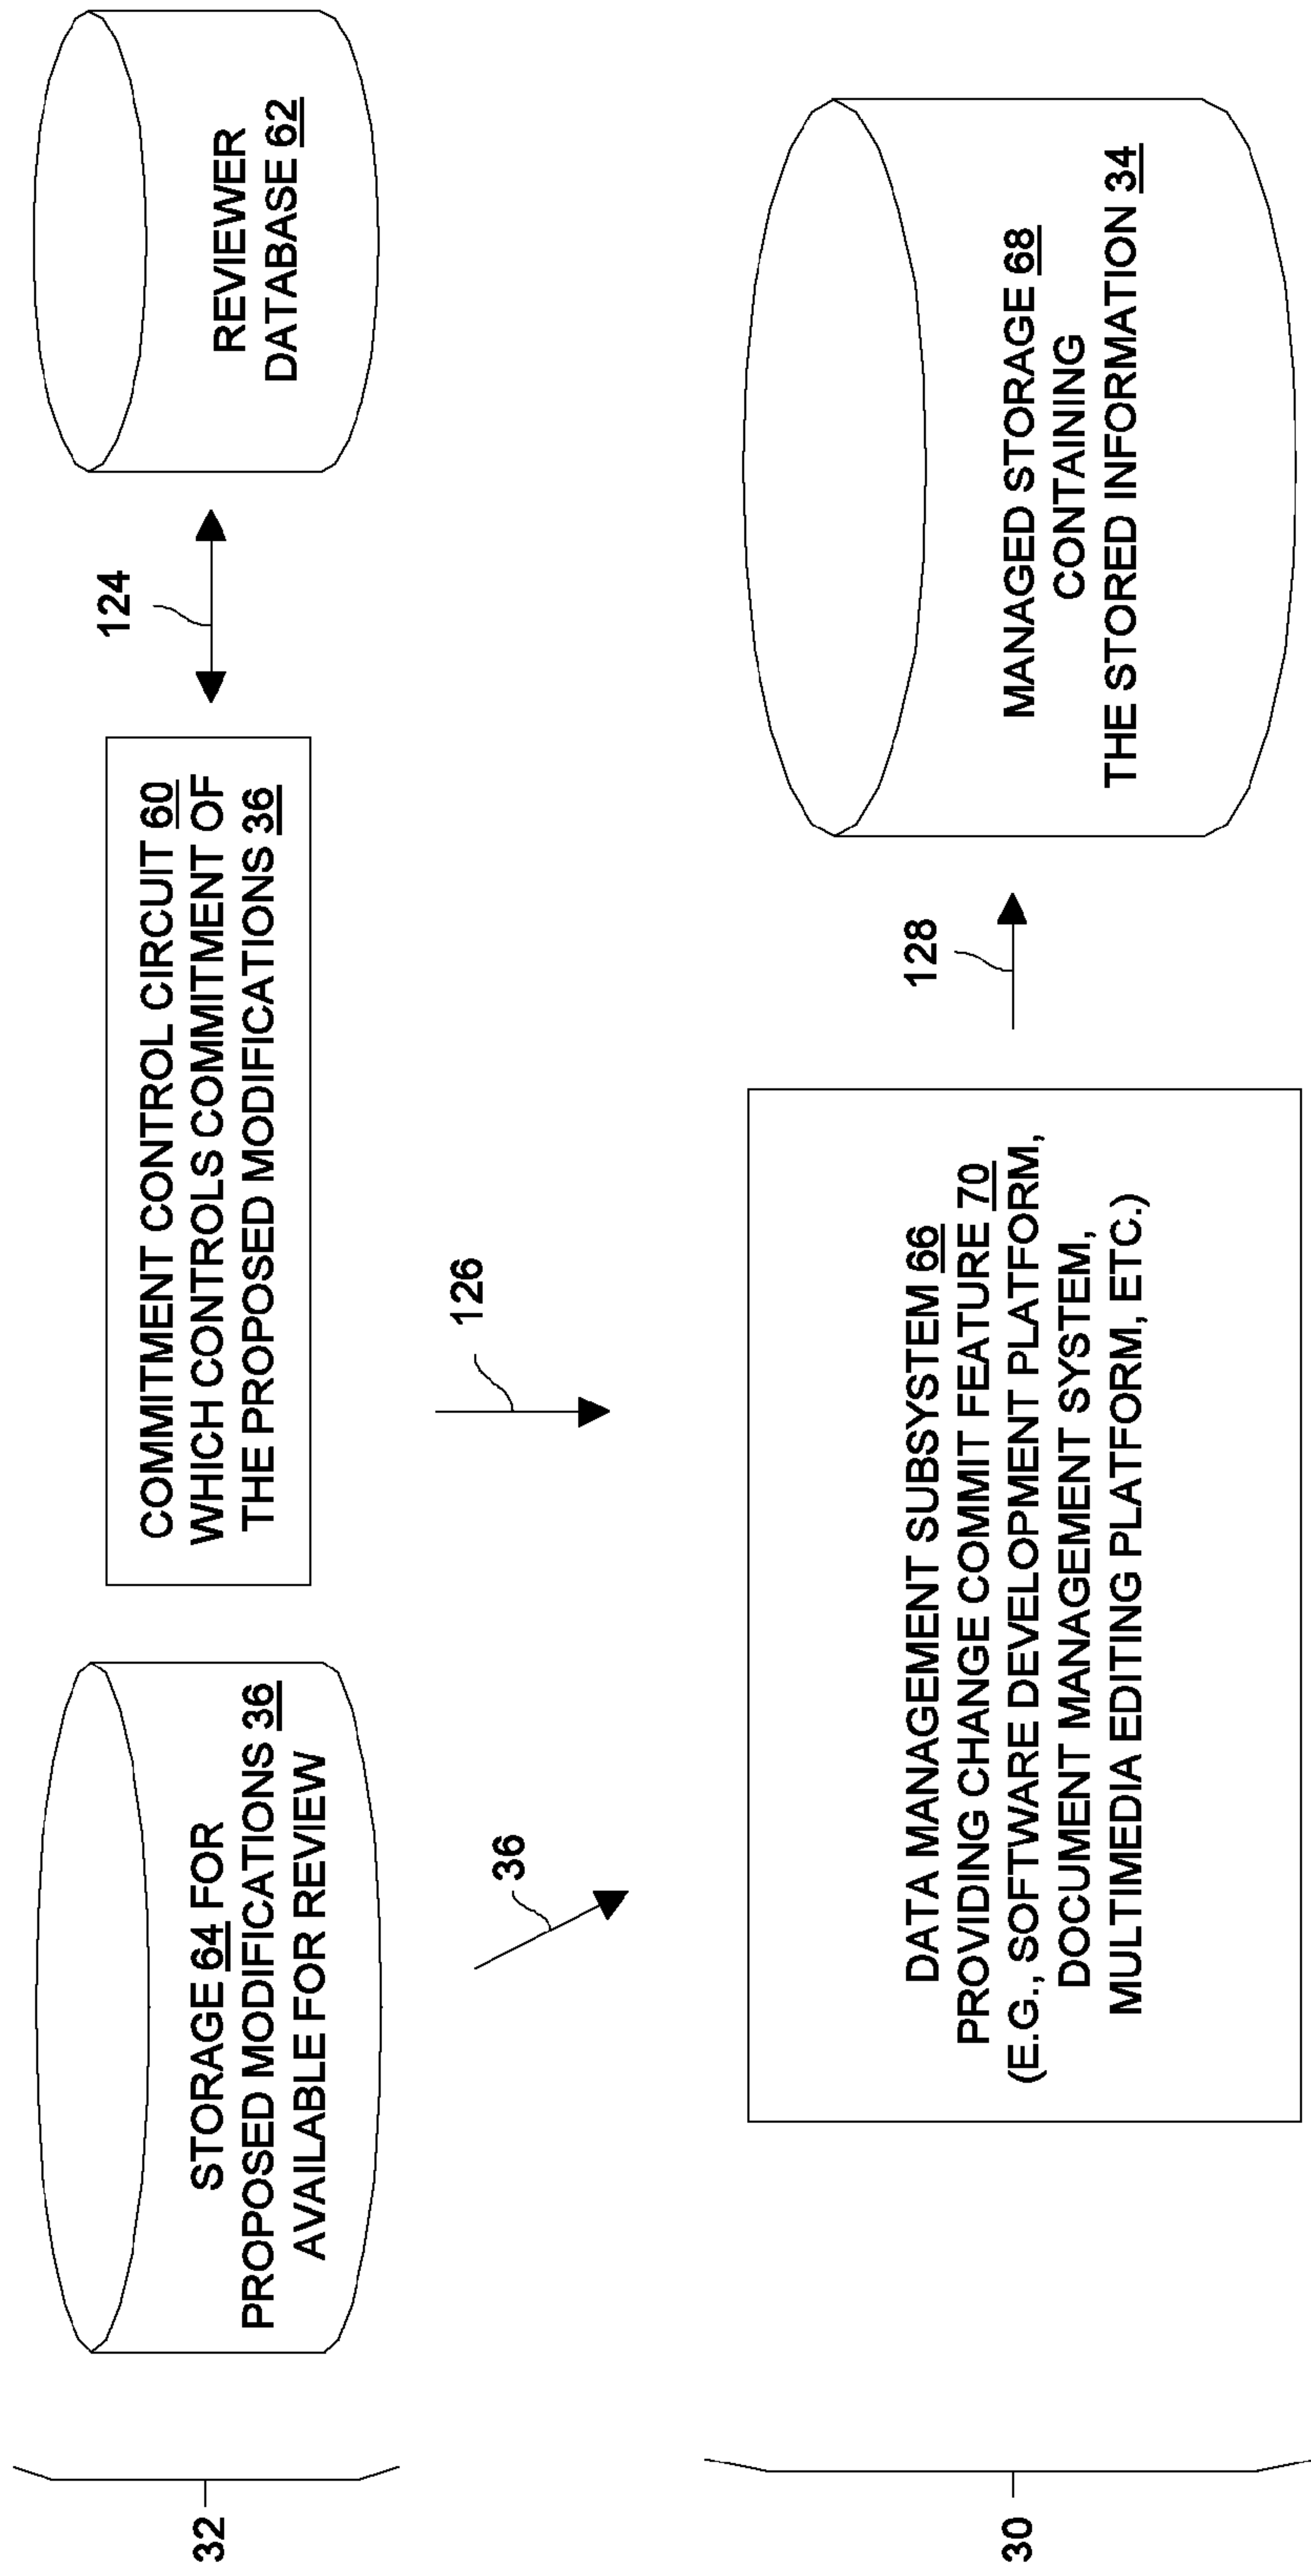 32
STORAGE 64 FOR
PROPOSED MODIFICATIONS 36
AVAILABLE FOR REVIEW
COMMITMENT CONTROL CIRCUIT 60
WHICH CONTROLS COMMITMENT OF
THE PROPOSED MODIFICATIONS 36
124
REVIEWER
DATABASE 62
36
126
30
DATA MANAGEMENT SUBSYSTEM 66
PROVIDING CHANGE COMMIT FEATURE 70
(E.G., SOFTWARE DEVELOPMENT PLATFORM,
DOCUMENT MANAGEMENT SYSTEM,
MULTIMEDIA EDITING PLATFORM, ETC.)
128
MANAGED STORAGE 68
CONTAINING
THE STORED INFORMATION 34